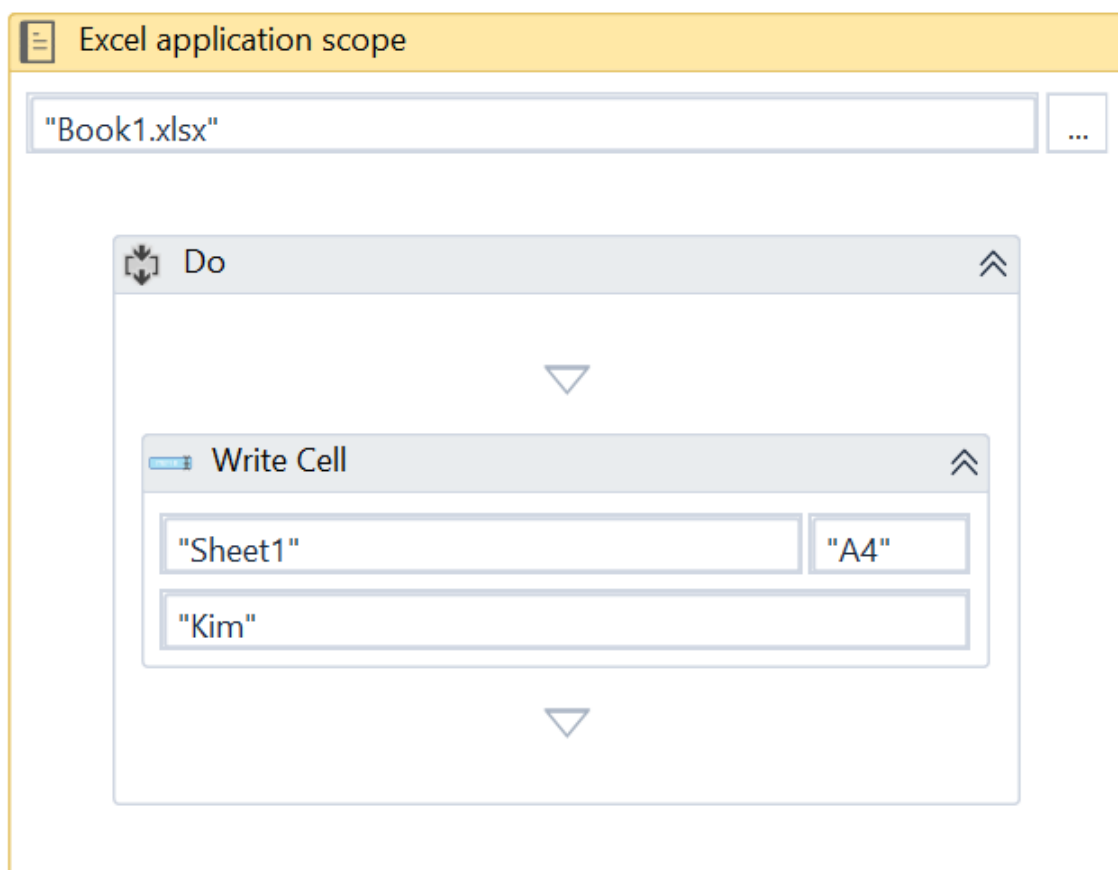 Excel application scope
"Book1.xlsx" ...
Do
Write Cell
"Sheet1" "A4"
"Kim"